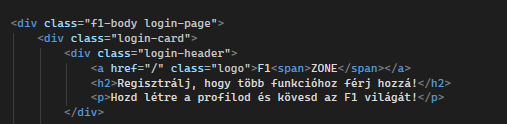 <div class="f1-body login-page">
<div class="login-card">
<div class="login-header">
<a href="/" class="logo">F1<span>ZONE</span></a>
<h2>Regisztrálj, hogy több funkcióhoz férj hozzá!</h2>
<p>Hozd létre a profilod és kövesd az F1 világát!</p>
</div>